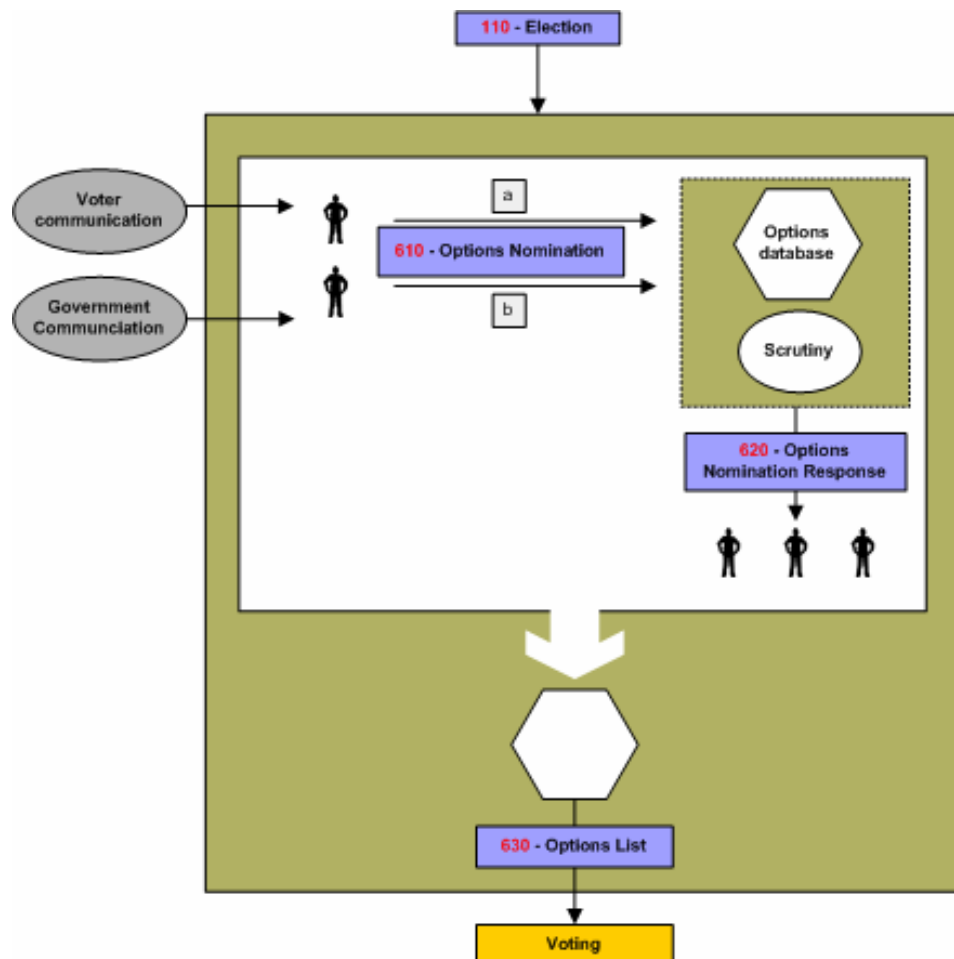 110 - Election
Voter
communication
a
Options
database
610 - Options Nomination
Government
Communciation
b
Scrutiny
620 - Options
Nomination Response
630 - Options List
Voting